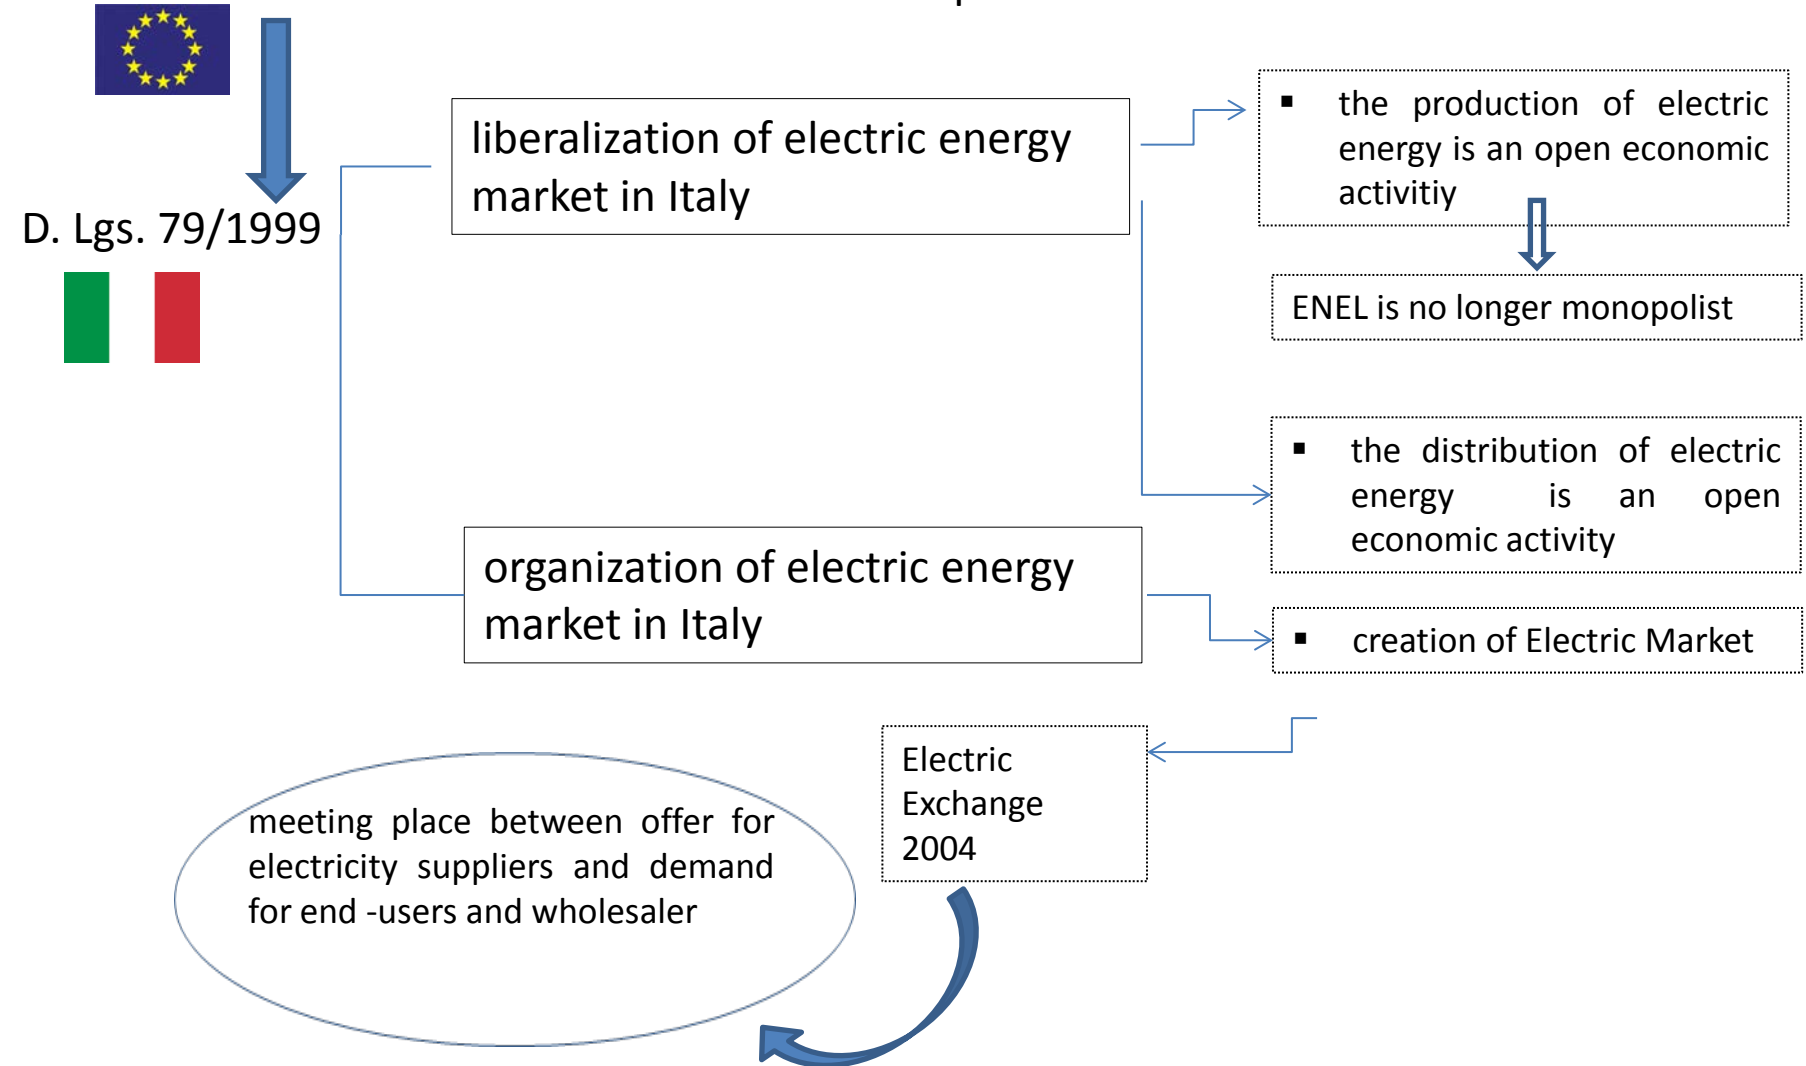 D. Lgs. 79/1999
liberalization of electric energy
market in Italy
▪ the production of electric
energy is an open economic
activitiy
ENEL is no longer monopolist
▪ the distribution of electric
energy is an open
economic activity
organization of electric energy
market in Italy
▪ creation of Electric Market
Electric
Exchange
2004
meeting place between offer for
electricity suppliers and demand
for end -users and wholesaler